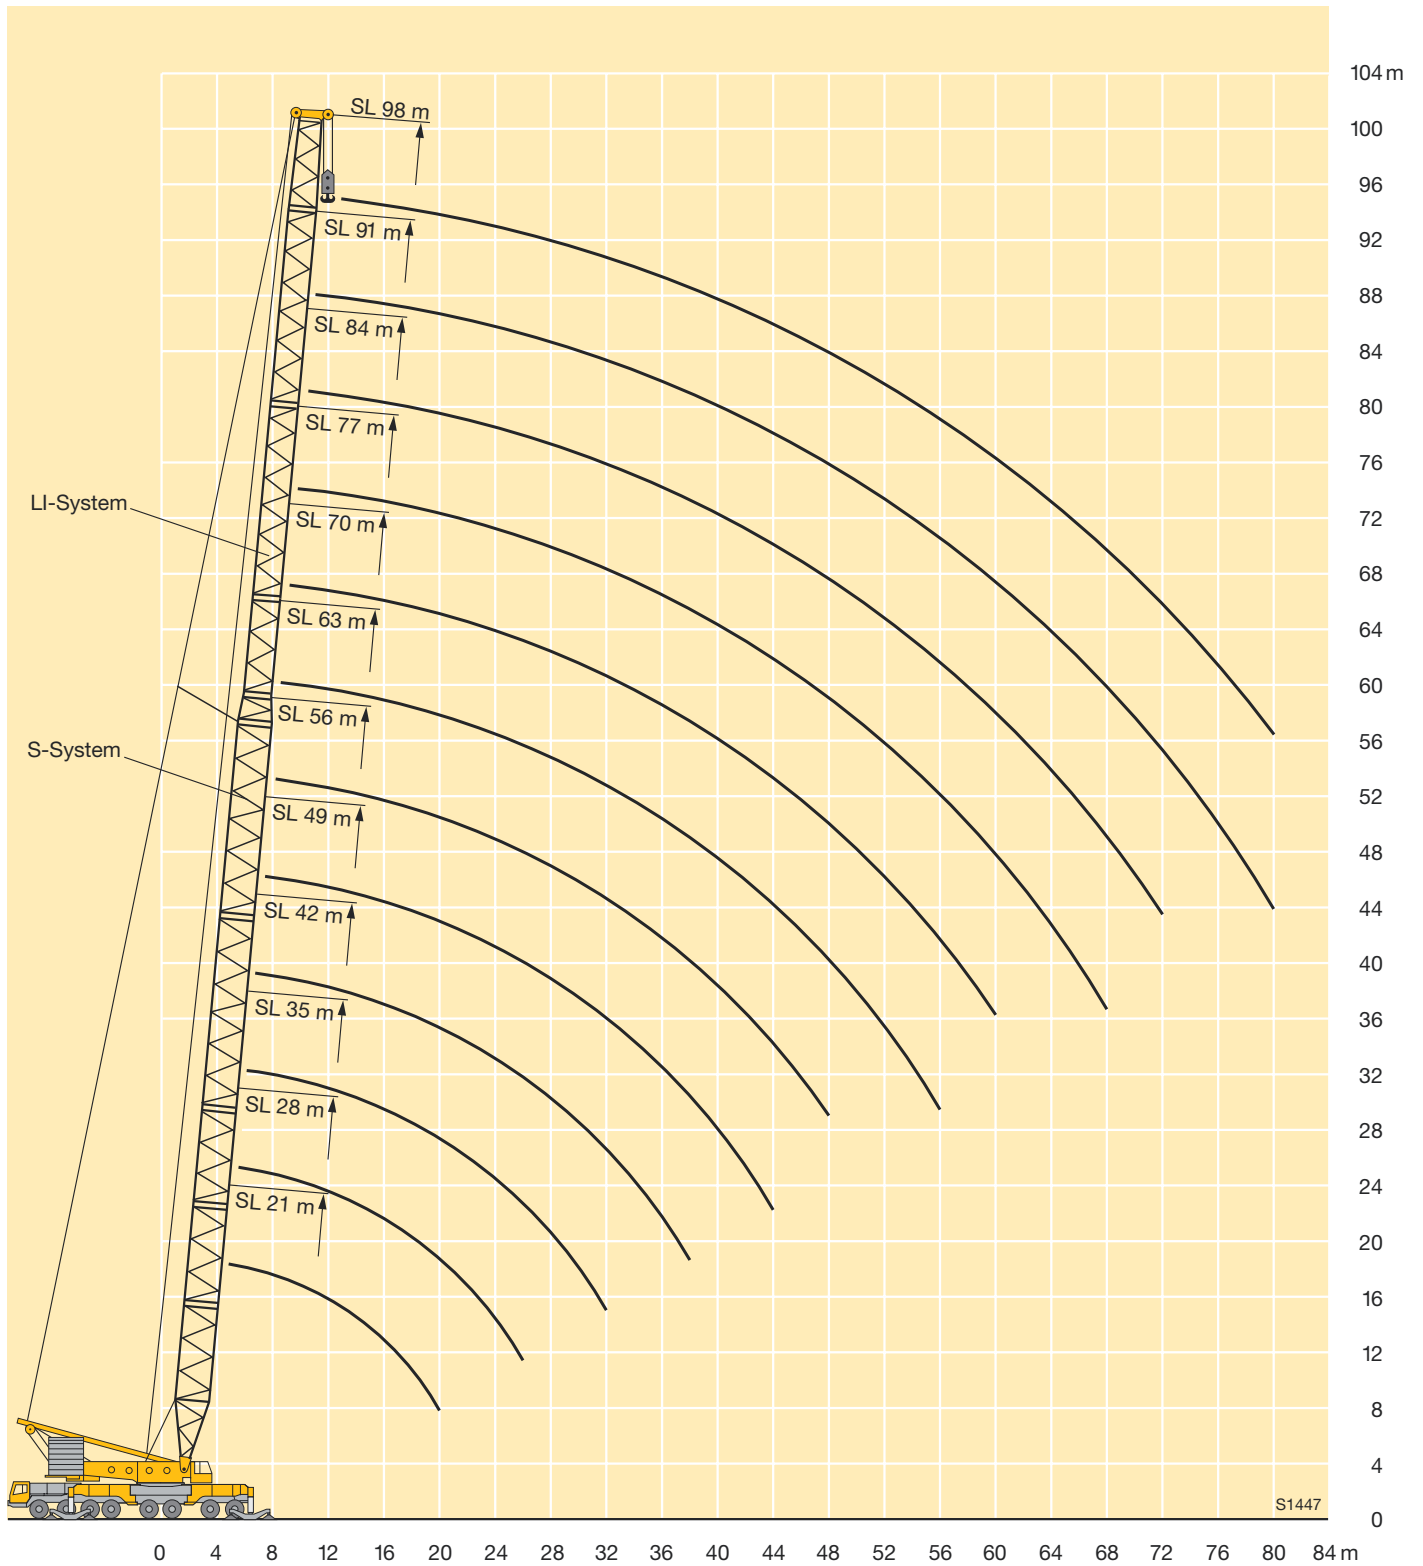 104 m
SL 98 m
100
96
92
SL 91 m
88
SL 84 m
84
80
SL 77 m
76
LI-System
72
SL 70 m
68
64
SL 63 m
60
SL 56 m
56
S-System
52
SL 49 m
48
44
SL 42 m
40
36
SL 35 m
32
SL 28 m
28
24
SL 21 m
20
16
12
8
4
S1447
0
0 4 8 12 16 20 24 28 32 36 40 44 48 52 56 60 64 68 72 76 80 84 m